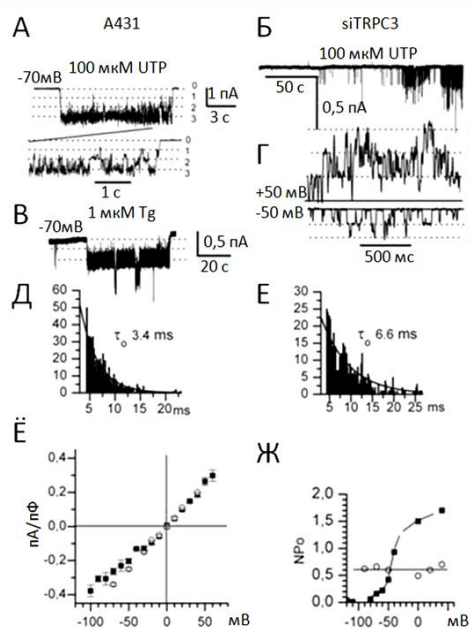 A431
siTRPC3
А
100 мкМ UTP
-70мВ
0
1
2
3
1 пА
3 с
0
1
2
3
1 с
Б
100 мкМ UTP
50 с
0,5 пА
В
1 мкМ Tg
-70мВ
0,5 пА
20 с
Г
+50 мВ
-50 мВ
500 мс
Д
60
50
40
30
20
10
0
τo 3.4 ms
5 10 15 20 ms
Е
30
25
20
15
10
5
0
τo 6.6 ms
5 10 15 20 25 ms
Ё
пА/пФ
0,4
0,2
0,0
-0,2
-0,4
-100 -50 0 50
мВ
Ж
NPo
2,0
1,5
1,0
0,5
0,0
-100 -50 0 50
мВ